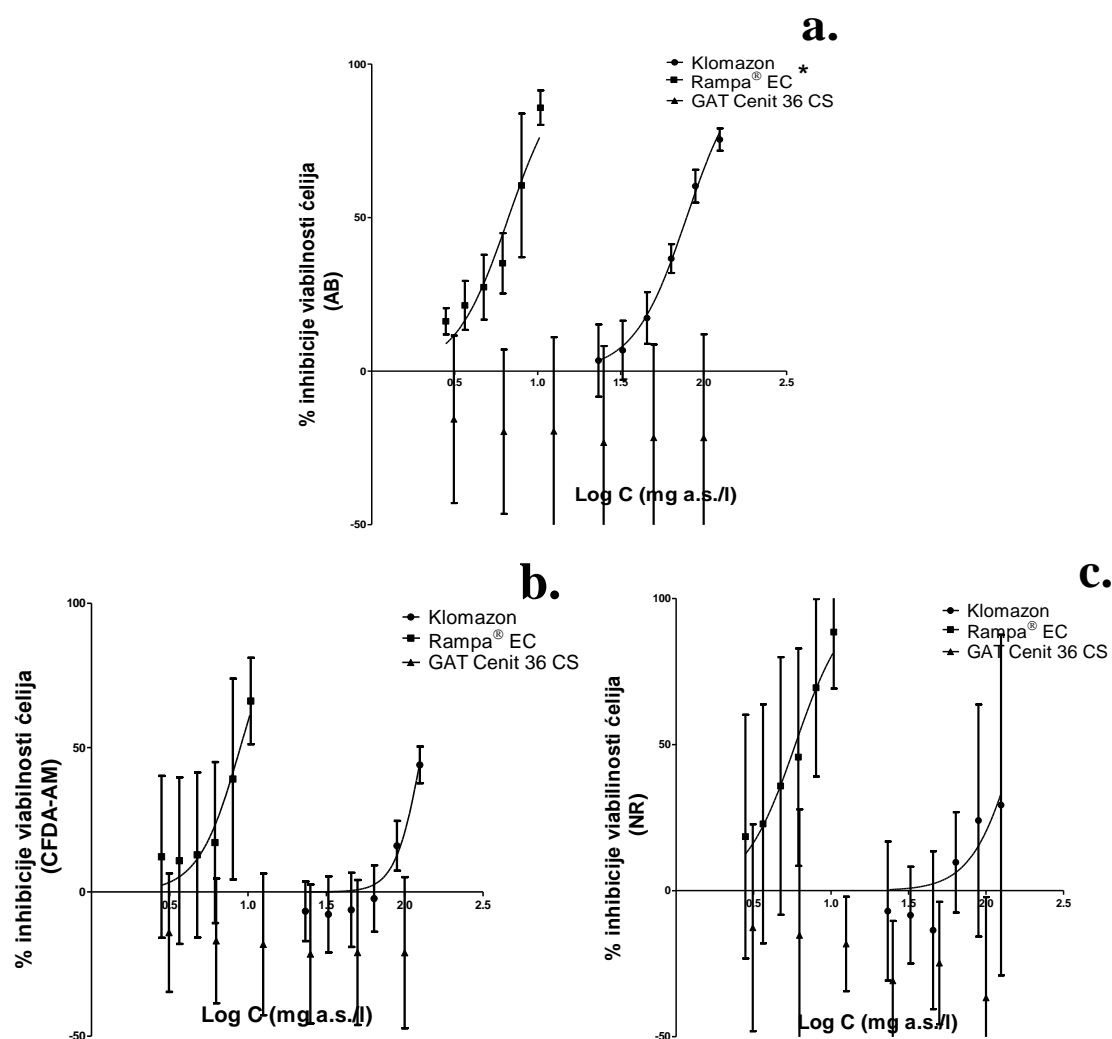 a.
Klomazon
Rampa® EC *
GAT Cenit 36 CS
% inhibicije viabilnosti ćelija
(AB)
100
50
0
-50
0.5 1.0 1.5 2.0 2.5
Log C (mg a.s./l)
b.
Klomazon
Rampa® EC
GAT Cenit 36 CS
% inhibicije viabilnosti ćelija
(CFDA-AM)
100
50
0
-50
0.5 1.0 1.5 2.0 2.5
Log C (mg a.s./l)
c.
Klomazon
Rampa® EC
GAT Cenit 36 CS
% inhibicije viabilinosti ćelija
(NR)
100
50
0
-50
0.5 1.0 1.5 2.0 2.5
Log C (mg a.s./l)